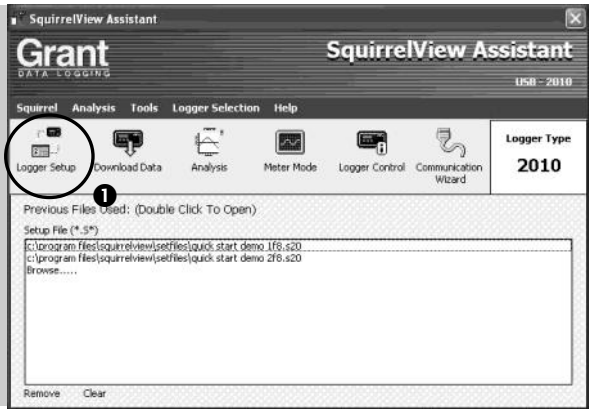 SquirrelView Assistant
Grant
DATA LOGGING
SquirrelView Assistant
USB - 2010
Squirrel Analysis Tools Logger Selection Help
Logger Setup
Download Data
Analysis
Meter Mode
Logger Control
Communication Wizard
Logger Type
2010
1
Previous Files Used: (Double Click To Open)
Setup File (*.S*)
c:\program files\squirrelview\setfiles\quick start demo 1f8.s20
c:\program files\squirrelview\setfiles\quick start demo 2f8.s20
Browse.....
Remove Clear